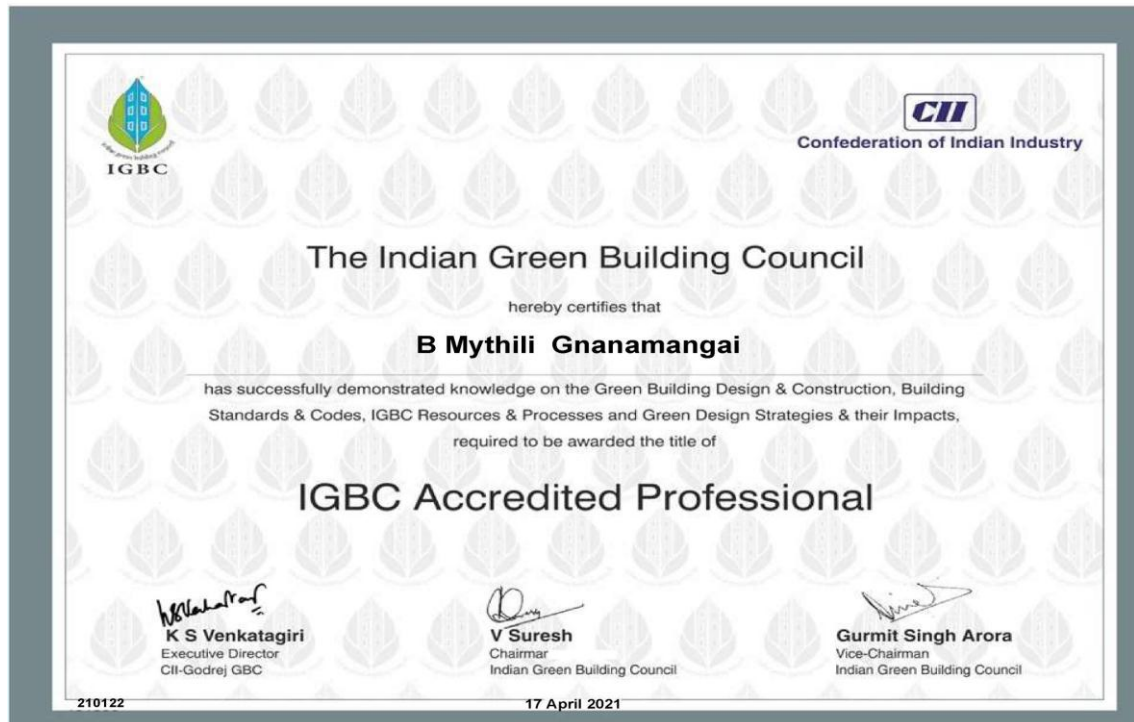 IGBC
CII
Confederation of Indian Industry
The Indian Green Building Council
hereby certifies that
B Mythili Gnanamangai
has successfully demonstrated knowledge on the Green Building Design & Construction, Building
Standards & Codes, IGBC Resources & Processes and Green Design Strategies & their Impacts,
required to be awarded the title of
IGBC Accredited Professional
K S Venkatagiri
Executive Director
CII-Godrej GBC
V Suresh
Chairmar
Indian Green Building Council
Gurmit Singh Arora
Vice-Chairman
Indian Green Building Council
210122
17 April 2021